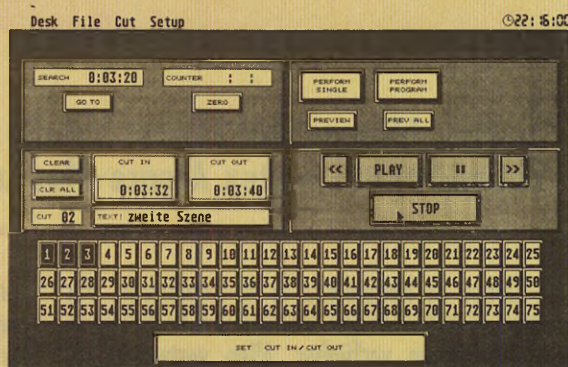 Desk File Cut Setup 22:16:00
SEARCH 0:03:20 COUNTER : :
GO TO ZERO
PERFORM SINGLE PERFORM PROGRAM
PREVIEW PREV ALL
CLEAR CUT IN CUT OUT
CLR ALL 0:03:32 0:03:40
CUT 02 TEXT: zweite Szene
<< PLAY II >>
STOP
1 2 3 4 5 6 7 8 9 10 11 12 13 14 15 16 17 18 19 20 21 22 23 24 25
26 27 28 29 30 31 32 33 34 35 36 37 38 39 40 41 42 43 44 45 46 47 48 49 50
51 52 53 54 55 56 57 58 59 60 61 62 63 64 65 66 67 68 69 70 71 72 73 74 75
SET CUT IN/CUT OUT